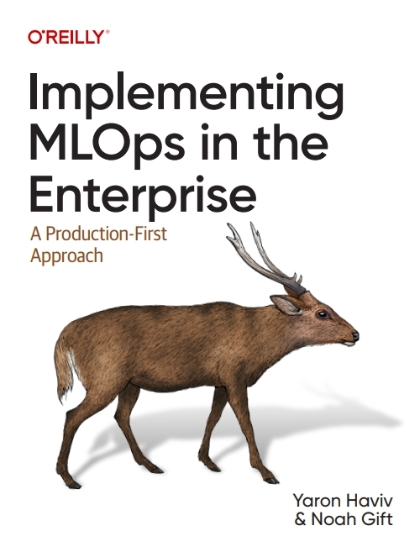 O'REILLY®
Implementing
MLOps in the
Enterprise
A Production-First
Approach
Yaron Haviv
& Noah Gift